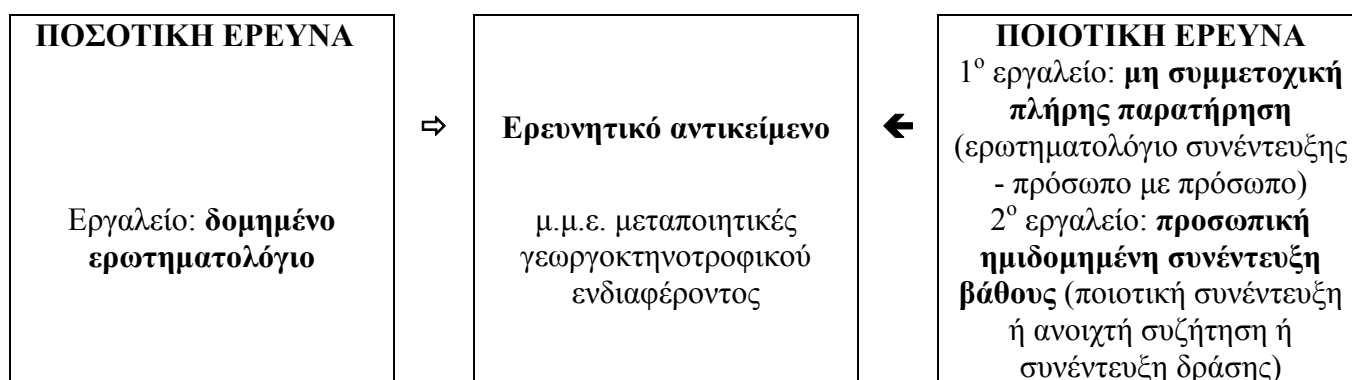 ΠΟΣΟΤΙΚΗ ΕΡΕΥΝΑ
Εργαλείο: δομημένο
ερωτηματολόγιο
⇨
Ερευνητικό αντικείμενο
μ.μ.ε. μεταποιητικές
γεωργοκτηνοτροφικού
ενδιαφέροντος
🡸
ΠΟΙΟΤΙΚΗ ΕΡΕΥΝΑ
1ο εργαλείο: μη συμμετοχική
πλήρης παρατήρηση
(ερωτηματολόγιο συνέντευξης
- πρόσωπο με πρόσωπο)
2ο εργαλείο: προσωπική
ημιδομημένη συνέντευξη
βάθους (ποιοτική συνέντευξη
ή ανοιχτή συζήτηση ή
συνέντευξη δράσης)